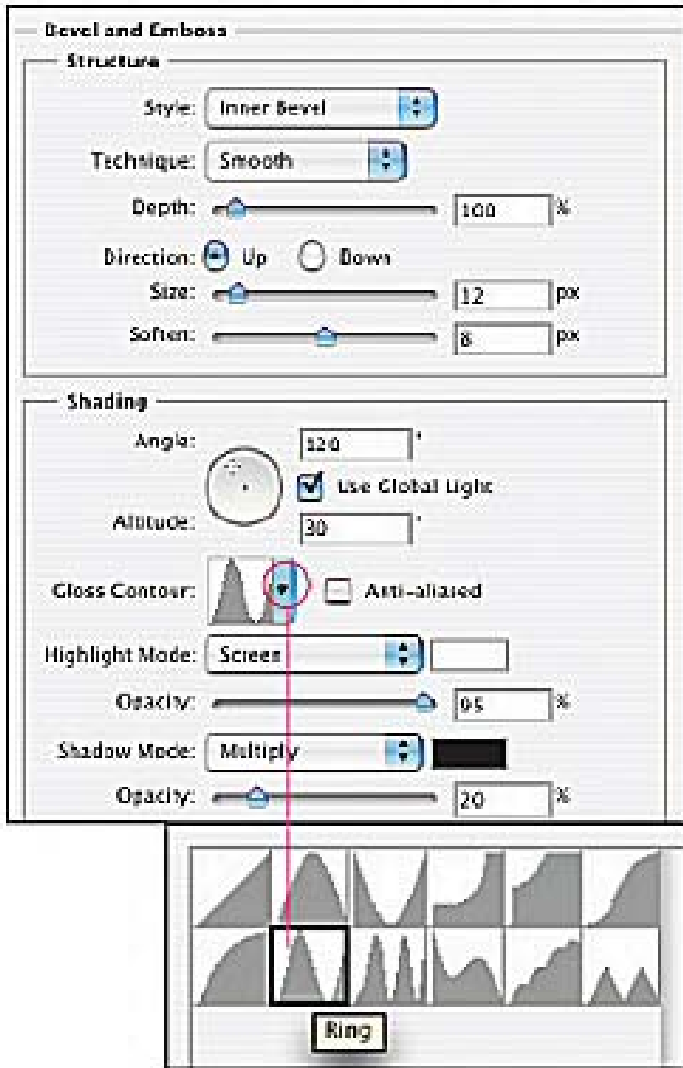 Bevel and Emboss
Structure
Style: Inner Bevel
Technique: Smooth
Depth: 100 %
Direction: Up Down
Size: 12 px
Soften: 8 px
Shading
Angle: 120 °
Use Global Light
Altitude: 30 °
Gloss Contour: Anti-aliased
Highlight Mode: Screen
Opacity: 95 %
Shadow Mode: Multiply
Opacity: 20 %
Ring